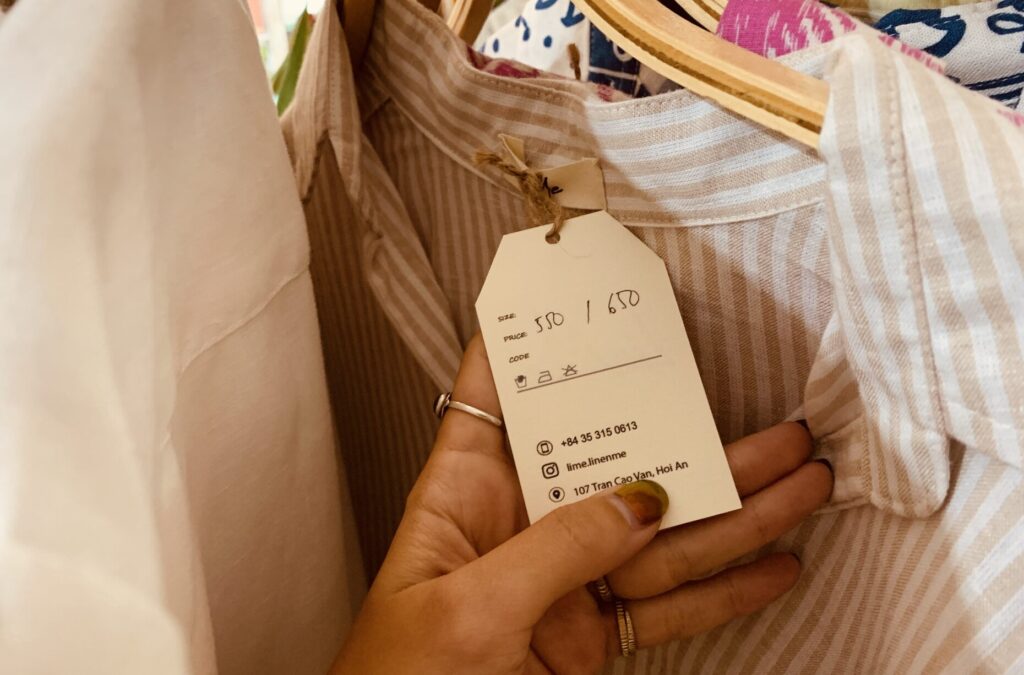 SIZE:
PRICE: 550 / 650
CODE
+84 35 315 0613
lime.linenme
107 Tran Cao Van, Hoi An